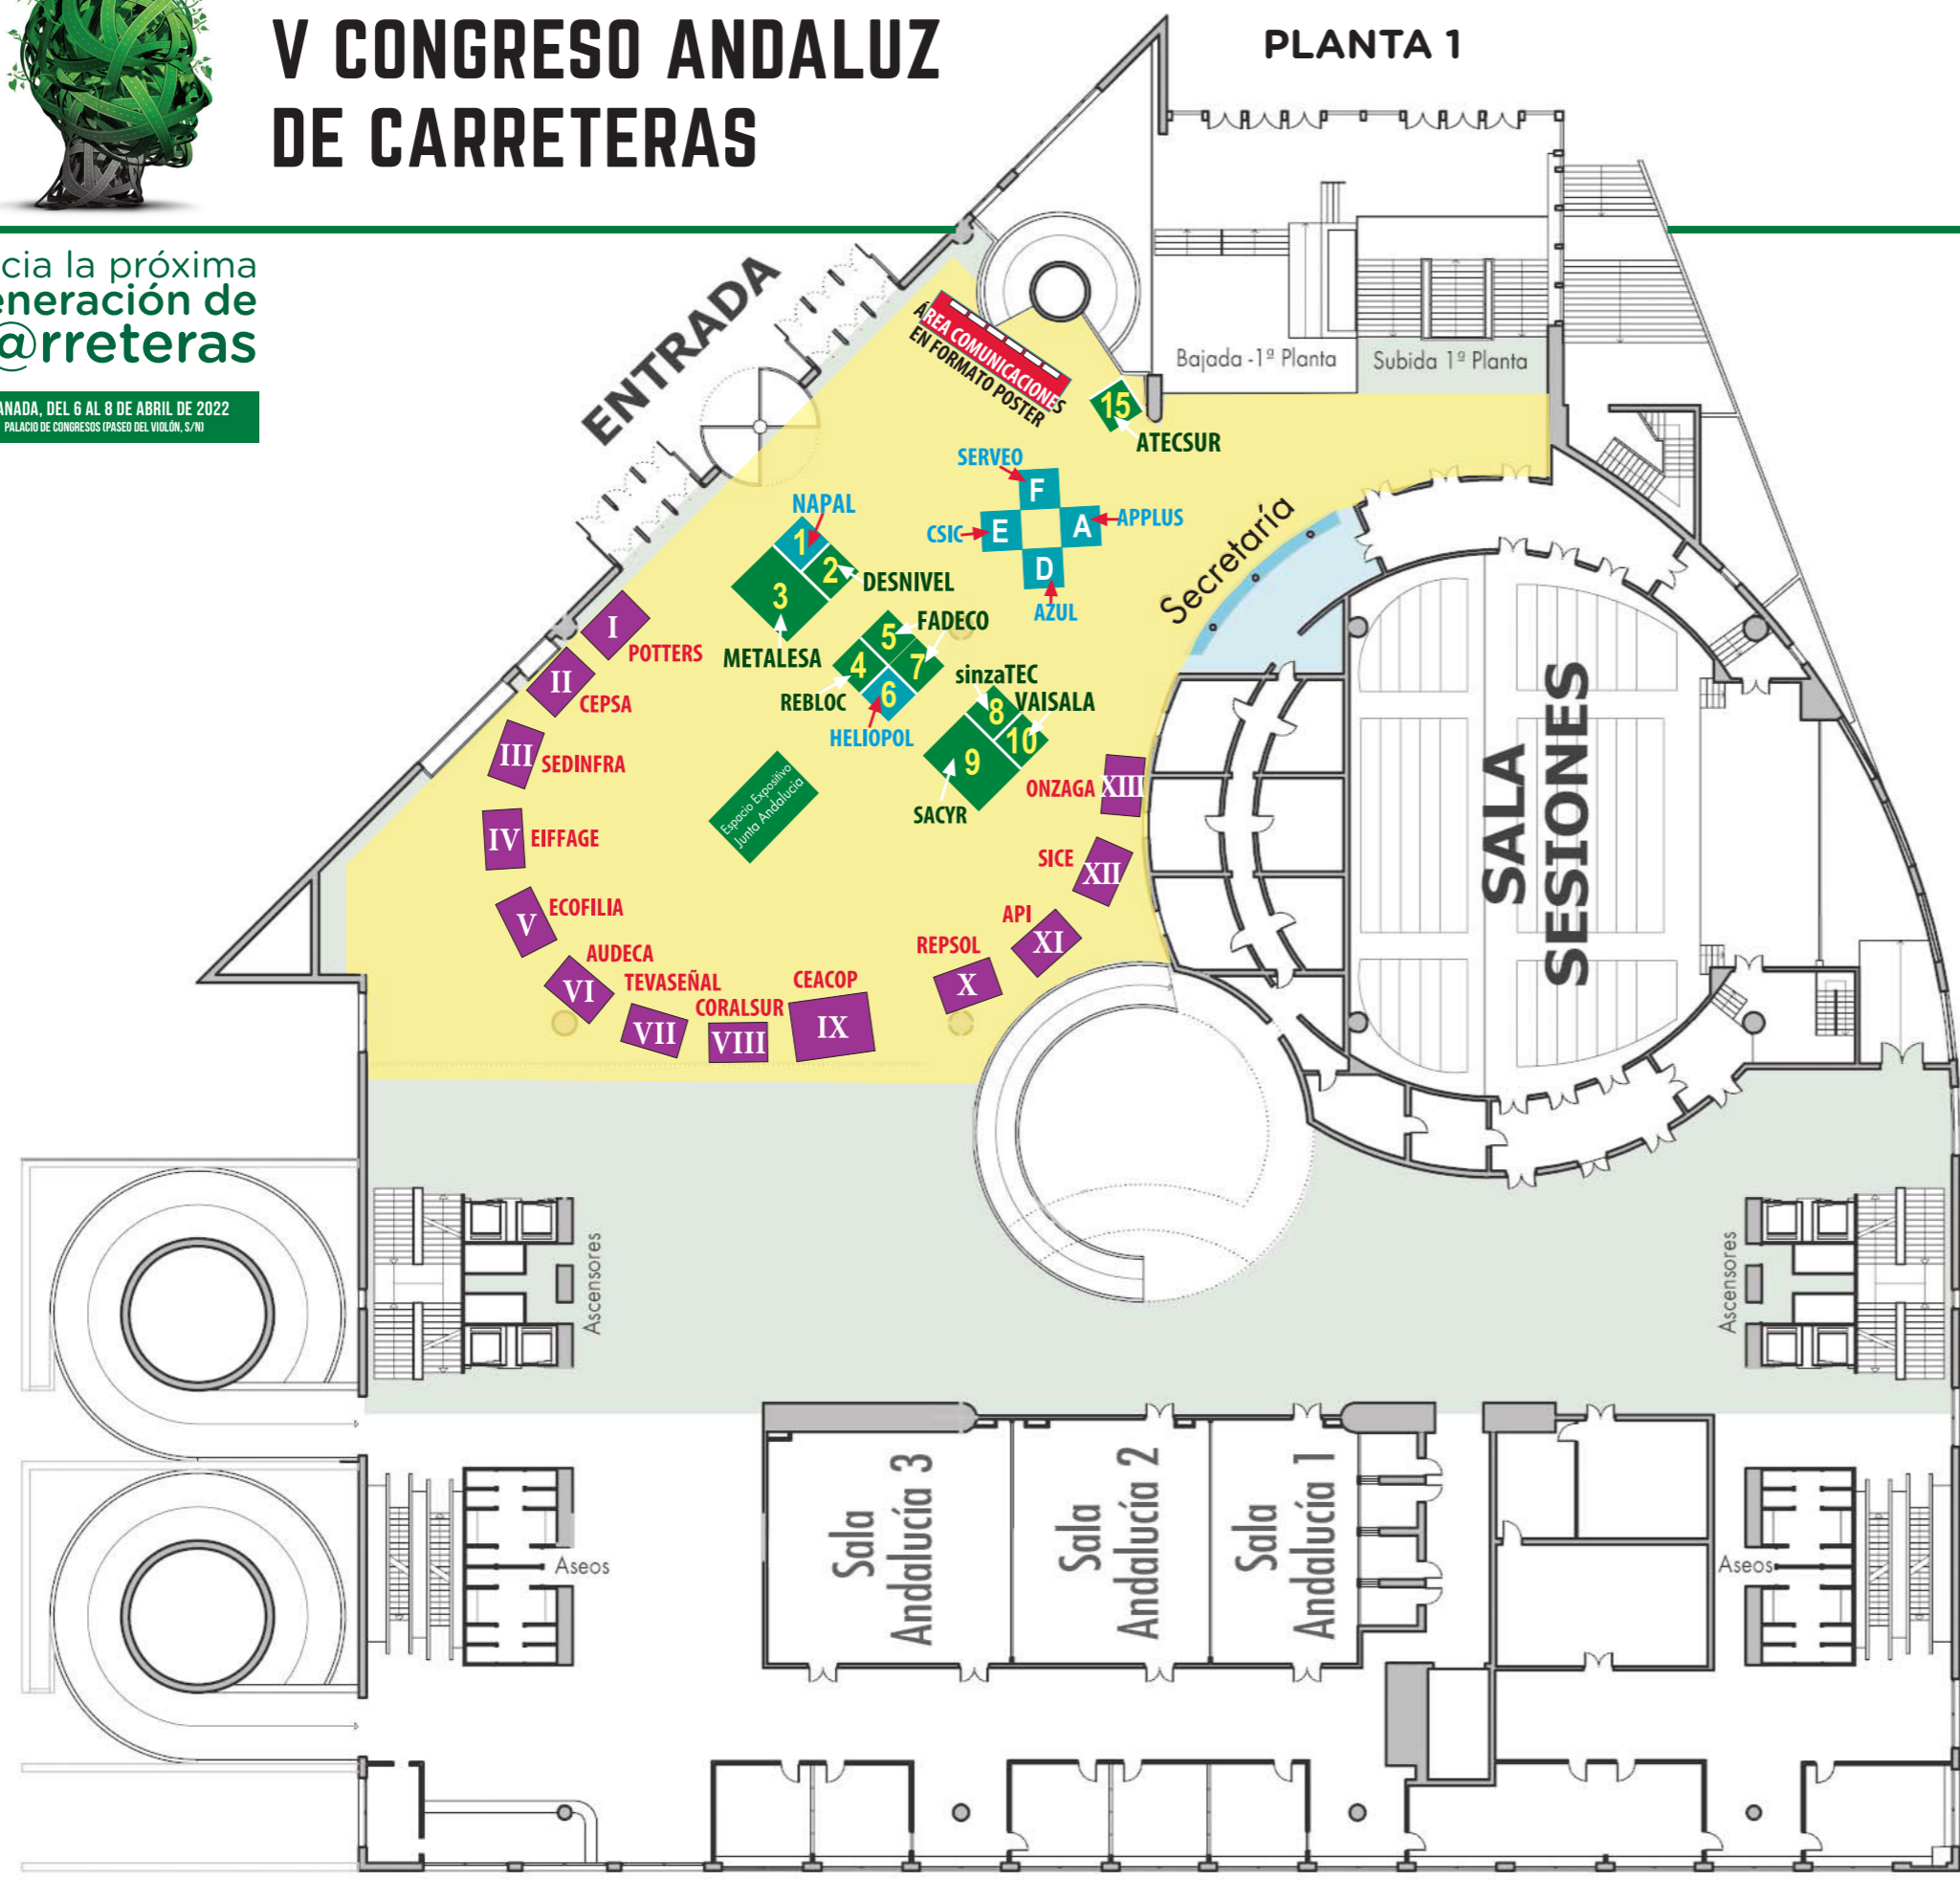 V CONGRESO ANDALUZ
DE CARRETERAS
PLANTA 1
cia la próxima
neración de
@rreteras
ANADA, DEL 6 AL 8 DE ABRIL DE 2022
PALACIO DE CONGRESOS (PASEO DEL VIOLÓN, S/N)
ENTRADA
ÁREA COMUNICACIONES
EN FORMATO POSTER
Bajada -1ª Planta
Subida 1ª Planta
15
ATECSUR
SERVEO
F
CSIC
E
A
APPLUS
D
AZUL
NAPAL
1
2
DESNIVEL
3
METALESA
Secretaría
5
FADECO
4
7
REBLOC
6
HELIOPOL
sinzaTEC
8
VAISALA
10
9
SACYR
I
POTTERS
II
CEPSA
III
SEDINFRA
IV
EIFFAGE
V
ECOFILIA
AUDECA
VI
TEVASEÑAL
VII
CORALSUR
VIII
CEACOP
IX
REPSOL
X
API
XI
SICE
XII
ONZAGA
XIII
Espacio Expositivo
Junta Andalucia
SALA
SESIONES
Ascensores
Ascensores
Sala
Andalucía 3
Sala
Andalucía 2
Sala
Andalucía 1
Aseos
Aseos